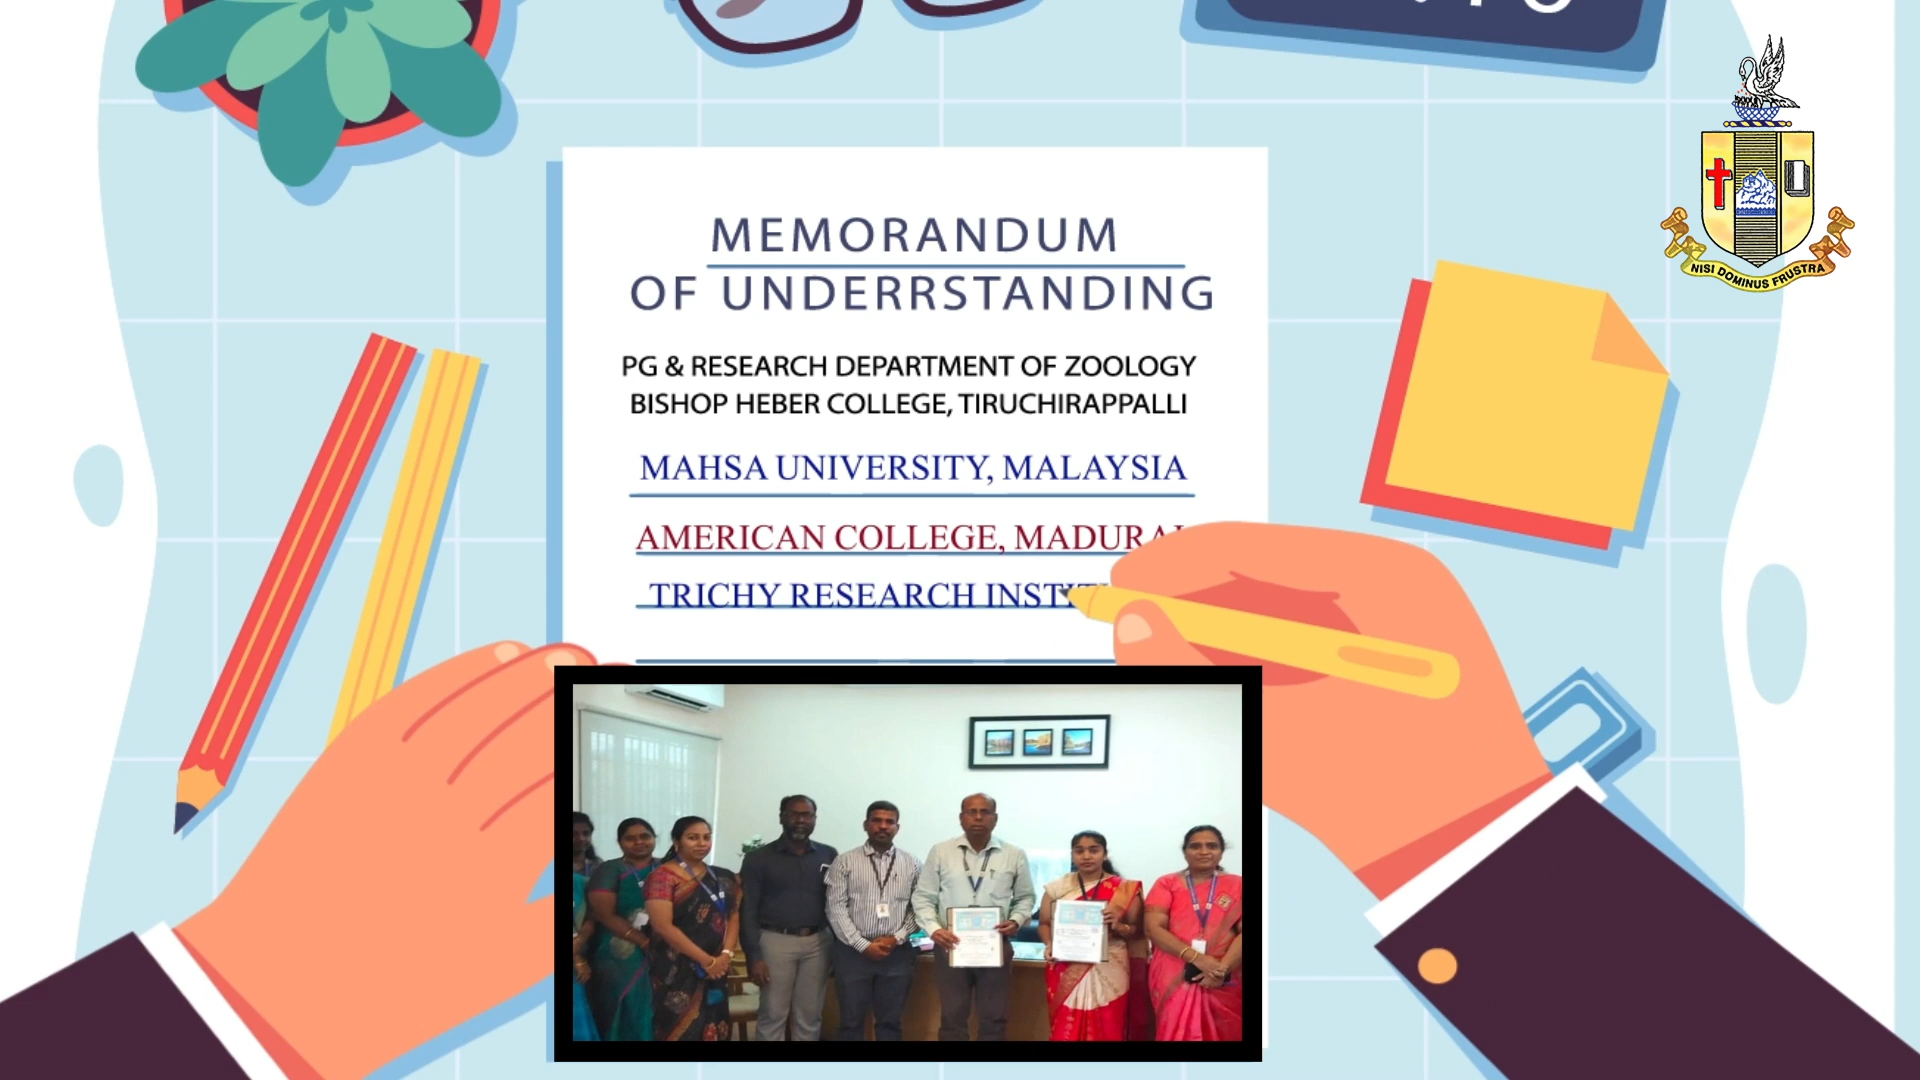 NISI DOMINUS FRUSTRA
MEMORANDUM
OF UNDERRSTANDING
PG & RESEARCH DEPARTMENT OF ZOOLOGY
BISHOP HEBER COLLEGE, TIRUCHIRAPPALLI
MAHSA UNIVERSITY, MALAYSIA
AMERICAN COLLEGE, MADURAI
TRICHY RESEARCH